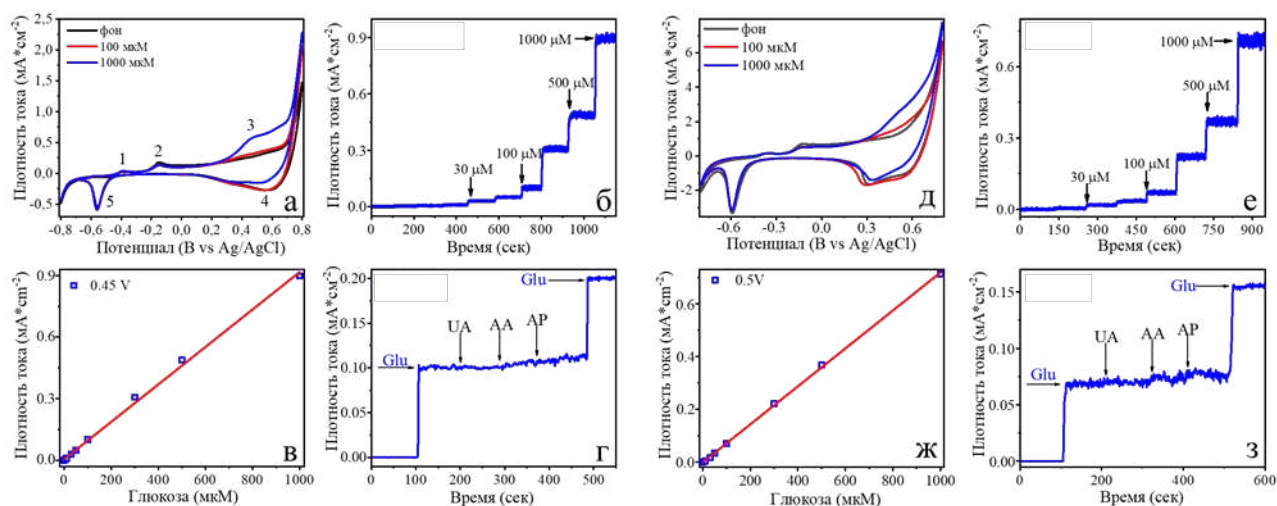 Плотность тока (мА*см⁻²)
2.5
2.0
1.5
1.0
0.5
0.0
-0.5
фон
100 мкМ
1000 мкМ
1
2
3
4
5
а
-0.8 -0.4 0.0 0.4 0.8
Потенциал (В vs Ag/AgCl)
Плотность тока (мА*см⁻²)
0.9
0.6
0.3
0.0
1000 μM
500 μM
100 μM
30 μM
б
0 200 400 600 800 1000
Время (сек)
Плотность тока (мА*см⁻²)
6
4
2
0
-2
фон
100 мкМ
1000 мкМ
д
-0.6 -0.3 0.0 0.3 0.6
Потенциал (В vs Ag/AgCl)
Плотность тока (мА*см⁻²)
0.6
0.4
0.2
0.0
1000 μM
500 μM
100 μM
30 μM
е
0 150 300 450 600 750 900
Время (сек)
Плотность тока (мА*cm⁻²)
0.9
0.6
0.3
0.0
0.45 V
в
0 200 400 600 800 1000
Глюкоза (мкМ)
Плотность тока (мА*см⁻²)
0.20
0.15
0.10
0.05
0.00
Glu
UA
AA
AP
Glu
г
0 100 200 300 400 500
Время (сек)
Плотность тока (мА*см⁻²)
0.6
0.4
0.2
0.0
0.5V
ж
0 200 400 600 800 1000
Глюкоза (мкМ)
Плотность тока (мА*см⁻²)
0.15
0.10
0.05
0.00
Glu
UA
AA
AP
Glu
з
0 200 400 600
Время (сек)